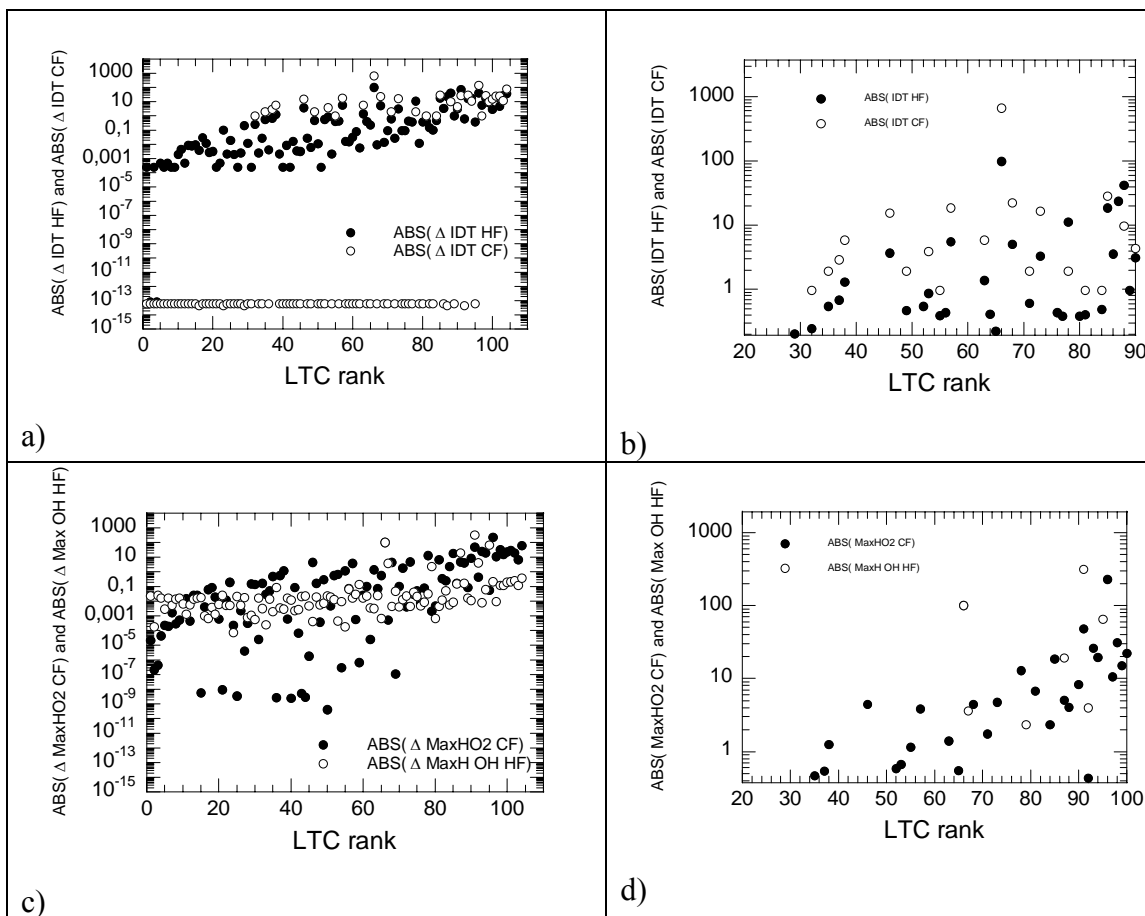 ABS( Δ IDT HF) and ABS( Δ IDT CF)
1000
10
0,1
0,001
10-5
10-7
10-9
10-11
10-13
10-15
ABS( Δ IDT HF)
ABS( Δ IDT CF)
0 20 40 60 80 100
LTC rank
a)
ABS( IDT HF) and ABS( IDT CF)
1000
100
10
1
ABS( IDT HF)
ABS( IDT CF)
20 30 40 50 60 70 80 90
LTC rank
b)
ABS( Δ MaxHO2 CF) and ABS( Δ Max OH HF)
1000
10
0,1
0,001
10-5
10-7
10-9
10-11
10-13
10-15
ABS( Δ MaxHO2 CF)
ABS( Δ MaxH OH HF)
0 20 40 60 80 100
LTC rank
c)
ABS( MaxHO2 CF) and ABS( Max OH HF)
1000
100
10
1
ABS( MaxHO2 CF)
ABS( MaxH OH HF)
20 30 40 50 60 70 80 90 100
LTC rank
d)